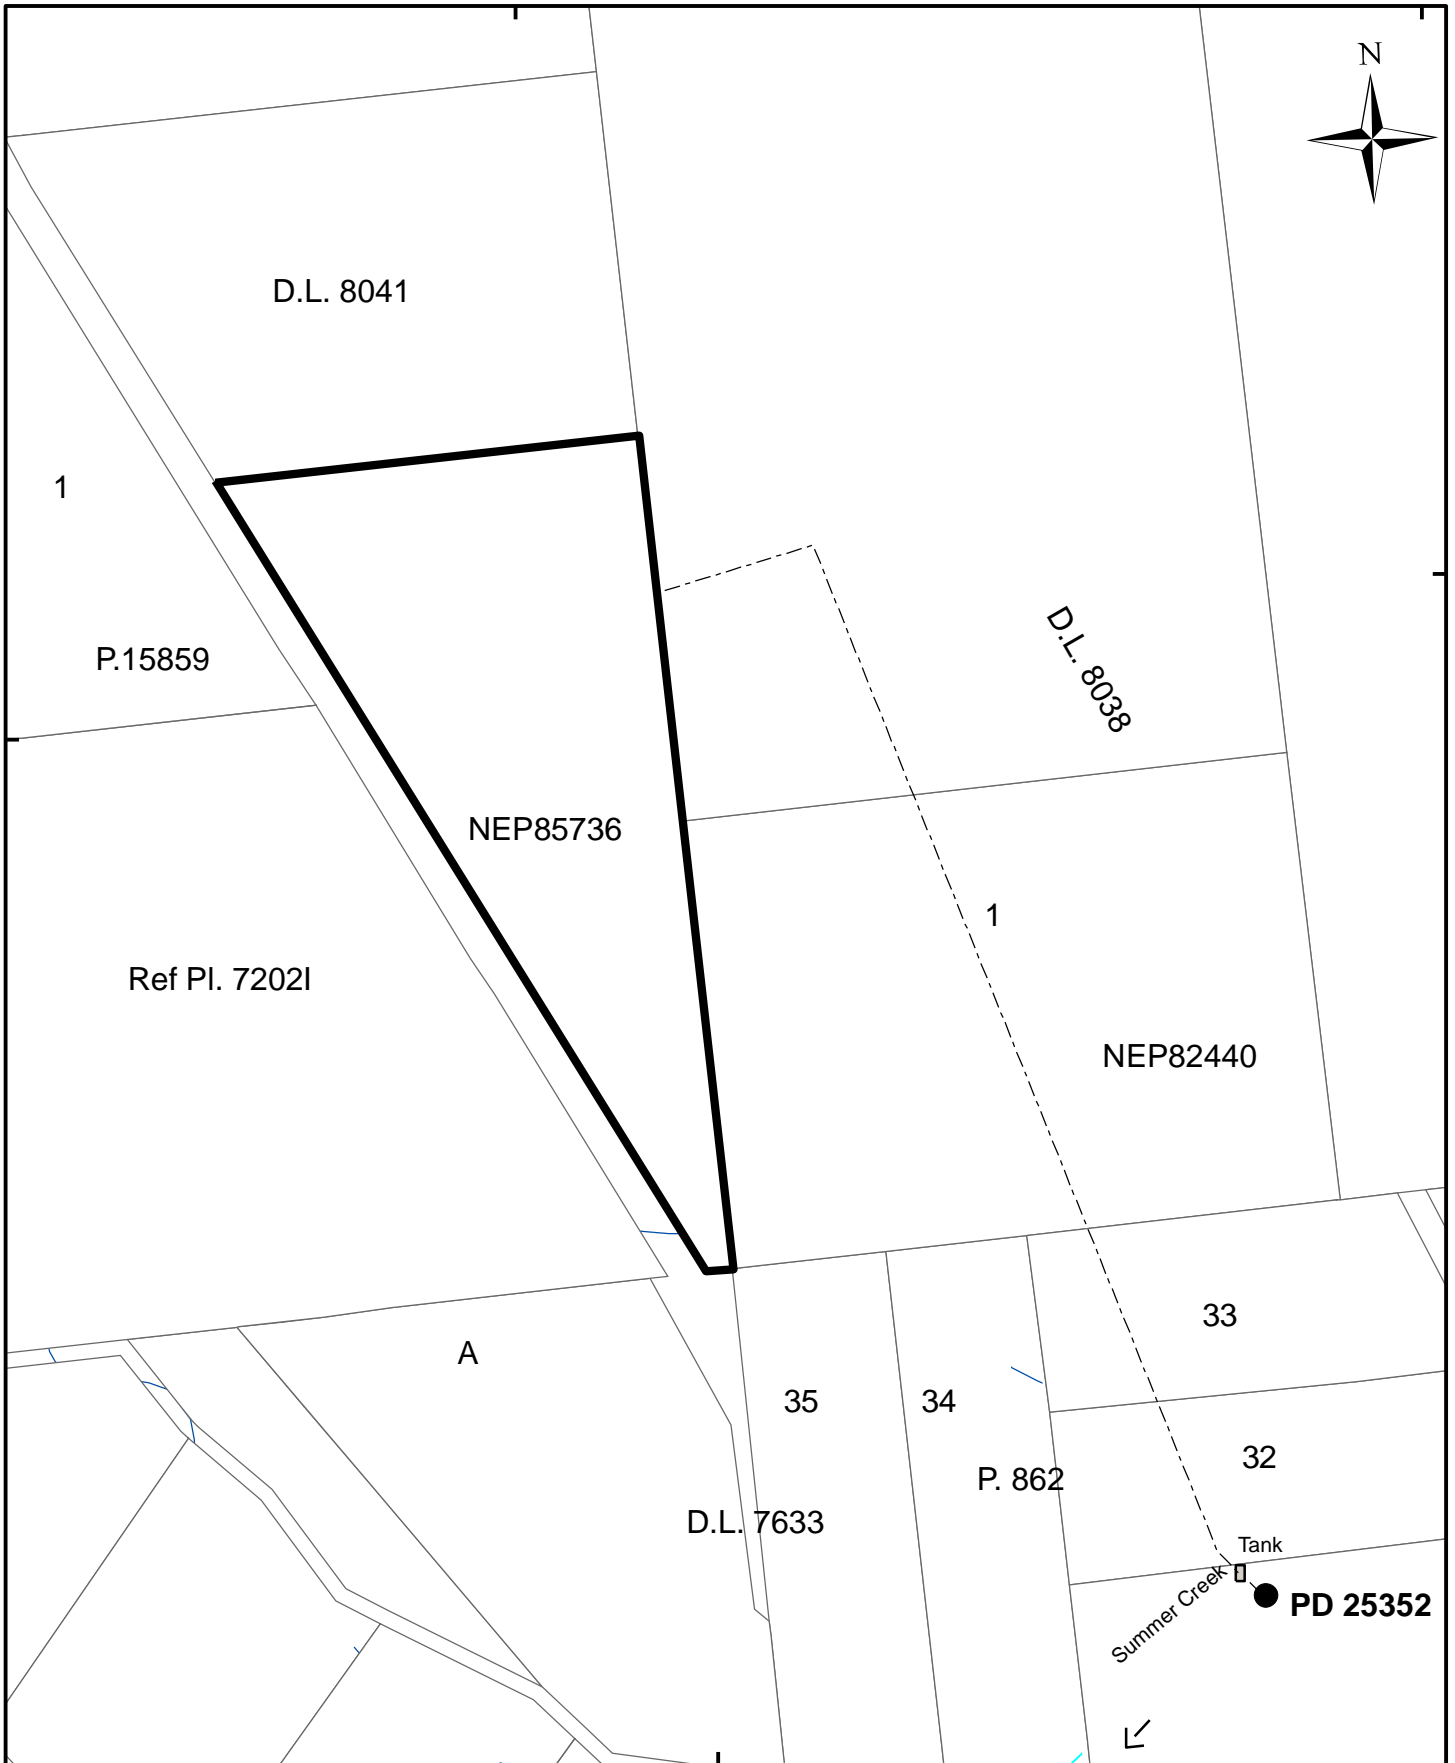 N
D.L. 8041
1
P.15859
D.L. 8038
NEP85736
1
Ref Pl. 7202I
NEP82440
33
A
35
34
32
P. 862
D.L. 7633
Tank
Summer Creek
PD 25352